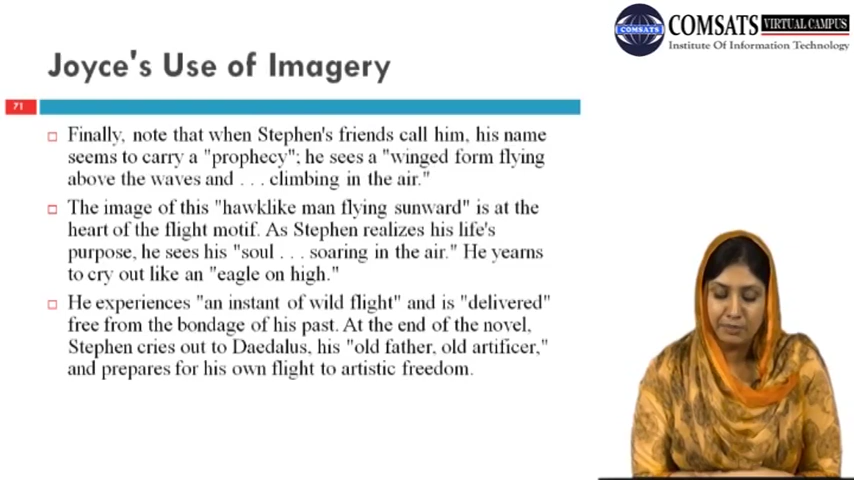 COMSATS VIRTUAL CAMPUS
COMSATS
Institute Of Information Technology
Joyce's Use of Imagery
71
Finally, note that when Stephen's friends call him, his name
seems to carry a "prophecy"; he sees a "winged form flying
above the waves and . . . climbing in the air."
The image of this "hawklike man flying sunward" is at the
heart of the flight motif. As Stephen realizes his life's
purpose, he sees his "soul . . . soaring in the air." He yearns
to cry out like an "eagle on high."
He experiences "an instant of wild flight" and is "delivered"
free from the bondage of his past. At the end of the novel,
Stephen cries out to Daedalus, his "old father, old artificer,"
and prepares for his own flight to artistic freedom.